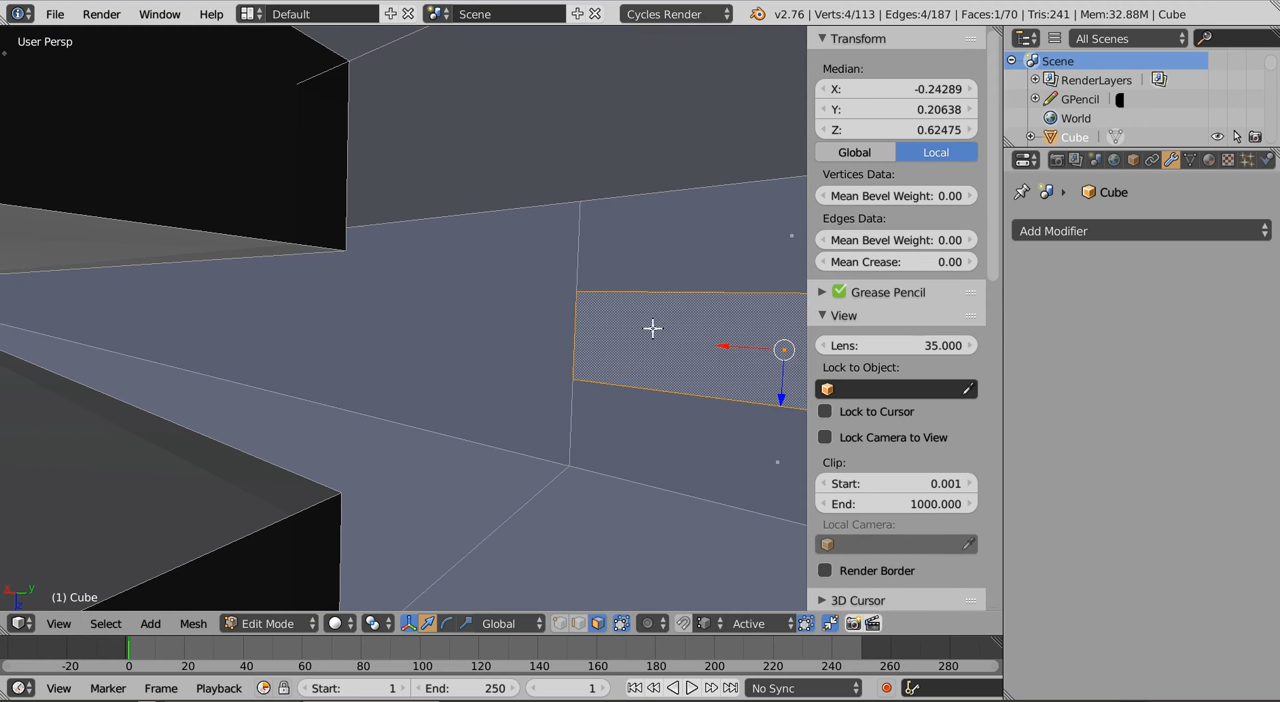 File Render Window Help Default Scene Cycles Render v2.76 | Verts:4/113 | Edges:4/187 | Faces:1/70 | Tris:241 | Mem:32.88M | Cube
User Persp
Transform
Median:
X: -0.24289
Y: 0.20638
Z: 0.62475
Global Local
Vertices Data:
Mean Bevel Weight: 0.00
Edges Data:
Mean Bevel Weight: 0.00
Mean Crease: 0.00
Grease Pencil
View
Lens: 35.000
Lock to Object:
Lock to Cursor
Lock Camera to View
Clip:
Start: 0.001
End: 1000.000
Local Camera:
Render Border
3D Cursor
All Scenes
Scene
RenderLayers |
GPencil
World
Cube
Cube
Add Modifier
x y
z
(1) Cube
View Select Add Mesh Edit Mode Global Active
-20 0 20 40 60 80 100 120 140 160 180 200 220 240 260 280
View Marker Frame Playback Start: 1 End: 250 1 No Sync